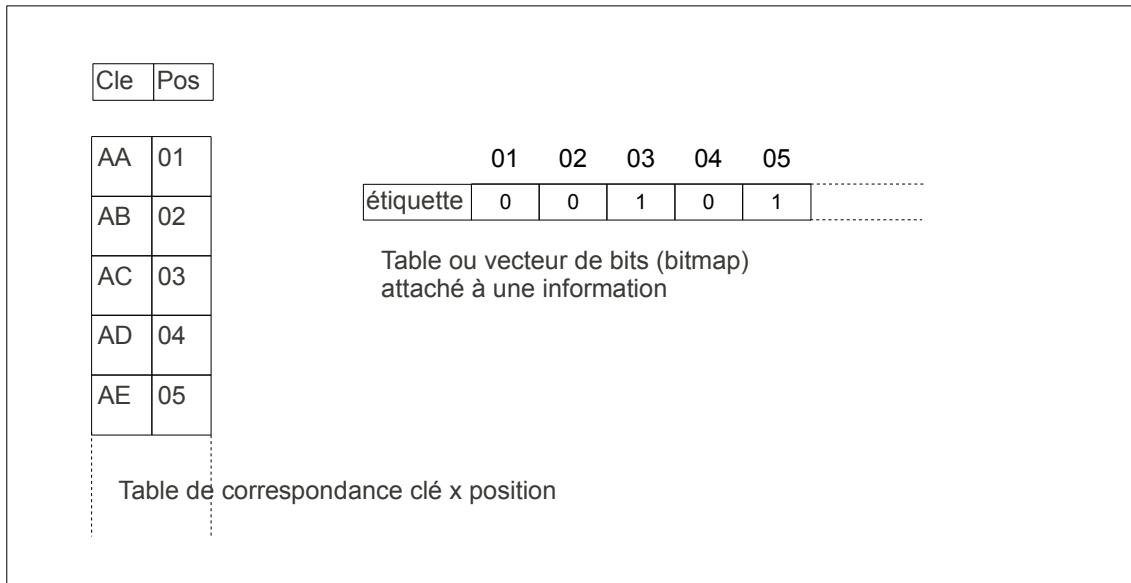 Cle Pos
AA 01
AB 02
AC 03
AD 04
AE 05
Table de correspondance clé x position
01 02 03 04 05
étiquette 0 0 1 0 1
Table ou vecteur de bits (bitmap)
attaché à une information